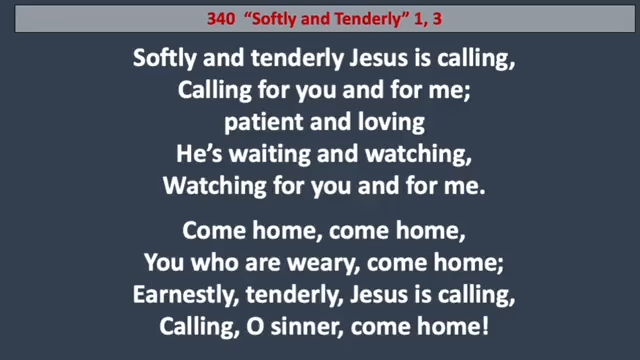 340 “Softly and Tenderly” 1, 3
Softly and tenderly Jesus is calling,
Calling for you and for me;
patient and loving
He’s waiting and watching,
Watching for you and for me.
Come home, come home,
You who are weary, come home;
Earnestly, tenderly, Jesus is calling,
Calling, O sinner, come home!